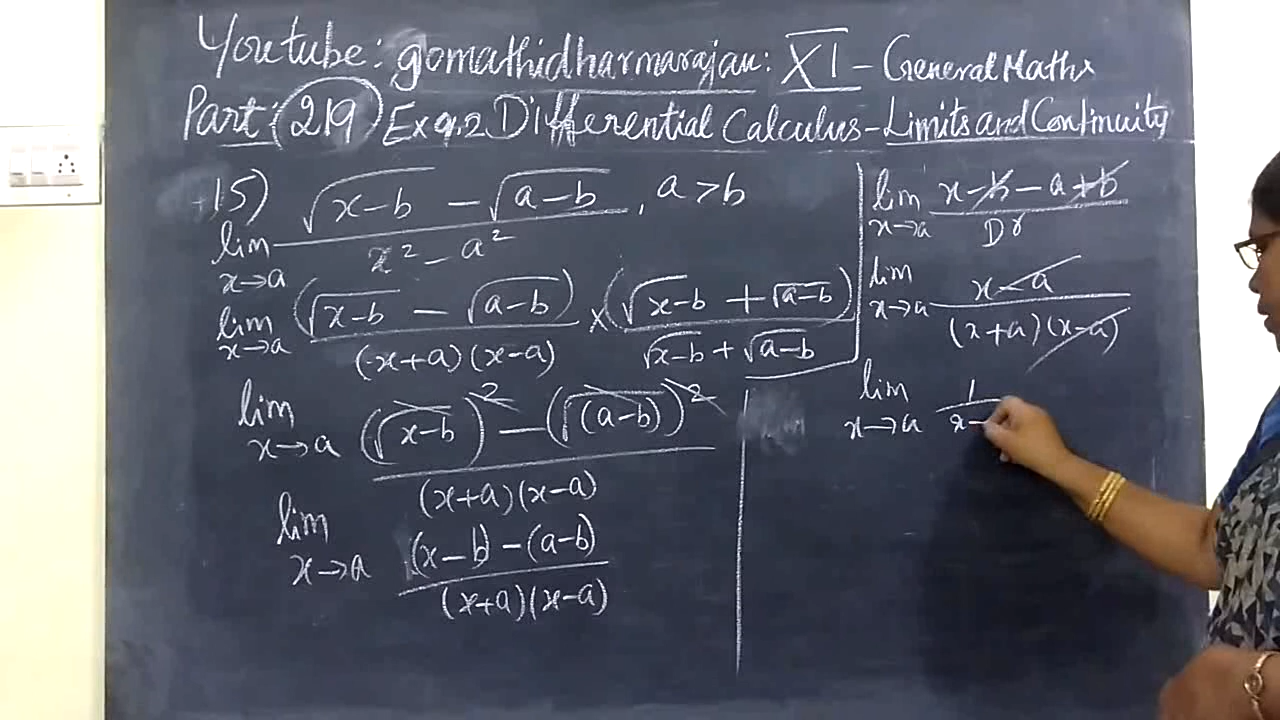 Youtube: gomathidharmarajan: XI - General Maths
Part: 219 Ex 9.2 Differential Calculus - Limits and Continuity
15) lim x→a (√(x-b) - √(a-b)) / (x² - a²), a > b
lim x→a (√(x-b) - √(a-b)) / ((x+a)(x-a)) × (√(x-b) + √(a-b)) / (√(x-b) + √(a-b))
lim x→a ((√(x-b))² - (√(a-b))²) / ((x+a)(x-a))
lim x→a ((x-b) - (a-b)) / ((x+a)(x-a))
lim x→a (x - b - a + b) / Dr
lim x→a (x-a) / ((x+a)(x-a))
lim x→a 1 / x